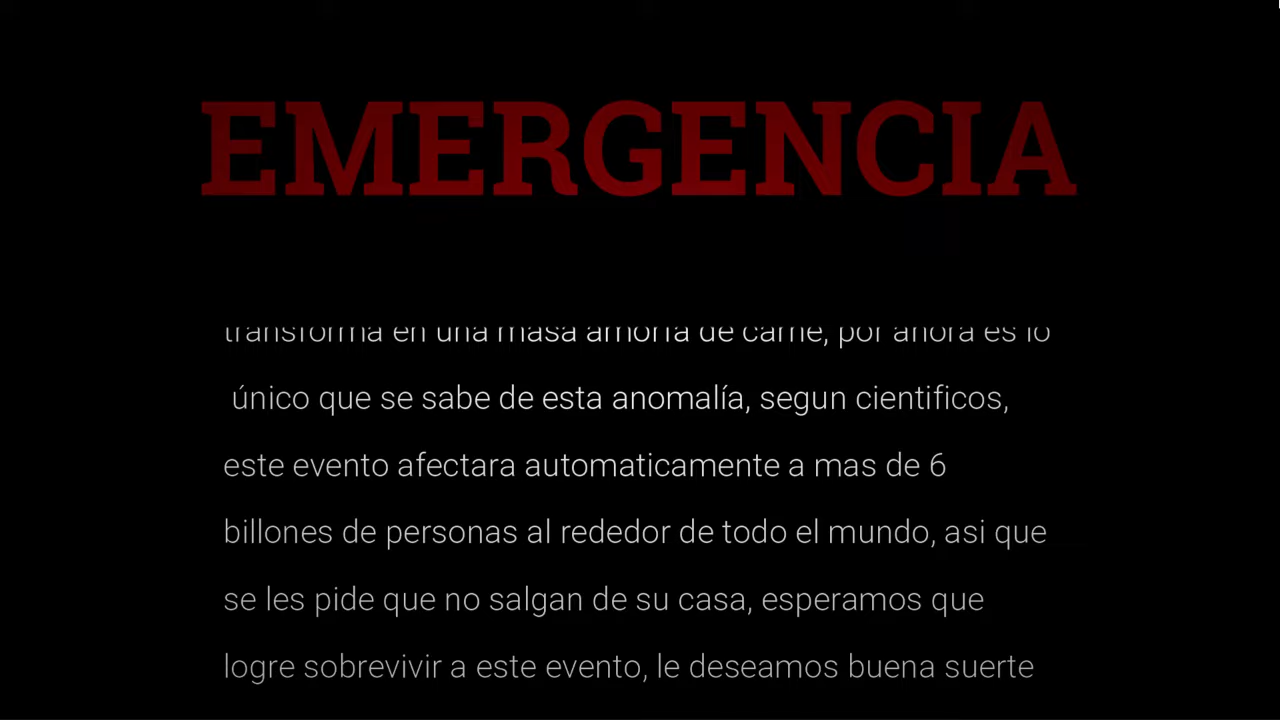 EMERGENCIA
transforma en una masa amorfa de carne, por ahora es lo
único que se sabe de esta anomalía, segun cientificos,
este evento afectara automaticamente a mas de 6
billones de personas al rededor de todo el mundo, asi que
se les pide que no salgan de su casa, esperamos que
logre sobrevivir a este evento, le deseamos buena suerte